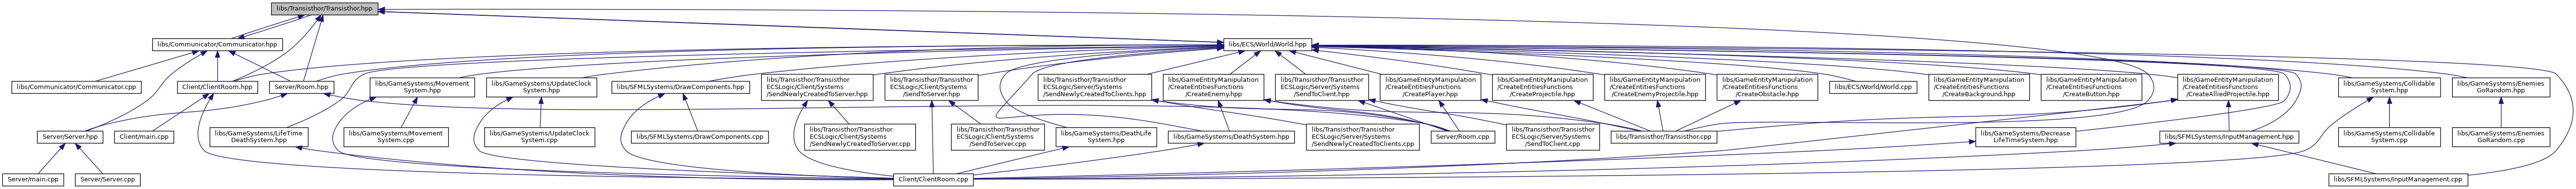 libs/Transisthor/Transisthor.hpp
libs/Communicator/Communicator.hpp
libs/ECS/World/World.hpp
libs/Communicator/Communicator.cpp
Client/ClientRoom.hpp
Server/Room.hpp
libs/GameSystems/Movement
System.hpp
libs/GameSystems/UpdateClock
System.hpp
libs/SFMLSystems/DrawComponents.hpp
libs/Transisthor/Transisthor
ECSLogic/Client/Systems
/SendNewlyCreatedToServer.hpp
libs/Transisthor/Transisthor
ECSLogic/Client/Systems
/SendToServer.hpp
libs/Transisthor/Transisthor
ECSLogic/Server/Systems
/SendNewlyCreatedToClients.hpp
libs/GameEntityManipulation
/CreateEntitiesFunctions
/CreateEnemy.hpp
libs/Transisthor/Transisthor
ECSLogic/Server/Systems
/SendToClient.hpp
libs/GameEntityManipulation
/CreateEntitiesFunctions
/CreatePlayer.hpp
libs/GameEntityManipulation
/CreateEntitiesFunctions
/CreateProjectile.hpp
libs/GameEntityManipulation
/CreateEntitiesFunctions
/CreateEnemyProjectile.hpp
libs/GameEntityManipulation
/CreateEntitiesFunctions
/CreateObstacle.hpp
libs/ECS/World/World.cpp
libs/GameEntityManipulation
/CreateEntitiesFunctions
/CreateBackground.hpp
libs/GameEntityManipulation
/CreateEntitiesFunctions
/CreateButton.hpp
libs/GameEntityManipulation
/CreateEntitiesFunctions
/CreateAlliedProjectile.hpp
libs/GameSystems/Collidable
System.hpp
libs/GameSystems/Enemies
GoRandom.hpp
Server/Server.hpp
Client/main.cpp
libs/GameSystems/LifeTime
DeathSystem.hpp
libs/GameSystems/Movement
System.cpp
libs/GameSystems/UpdateClock
System.cpp
libs/SFMLSystems/DrawComponents.cpp
libs/Transisthor/Transisthor
ECSLogic/Client/Systems
/SendNewlyCreatedToServer.cpp
libs/Transisthor/Transisthor
ECSLogic/Client/Systems
/SendToServer.cpp
libs/GameSystems/DeathLife
System.hpp
libs/GameSystems/DeathSystem.hpp
libs/Transisthor/Transisthor
ECSLogic/Server/Systems
/SendNewlyCreatedToClients.cpp
Server/Room.cpp
libs/Transisthor/Transisthor
ECSLogic/Server/Systems
/SendToClient.cpp
libs/Transisthor/Transisthor.cpp
libs/GameSystems/Decrease
LifeTimeSystem.hpp
libs/SFMLSystems/InputManagement.hpp
libs/GameSystems/Collidable
System.cpp
libs/GameSystems/Enemies
GoRandom.cpp
Server/main.cpp
Server/Server.cpp
Client/ClientRoom.cpp
libs/SFMLSystems/InputManagement.cpp